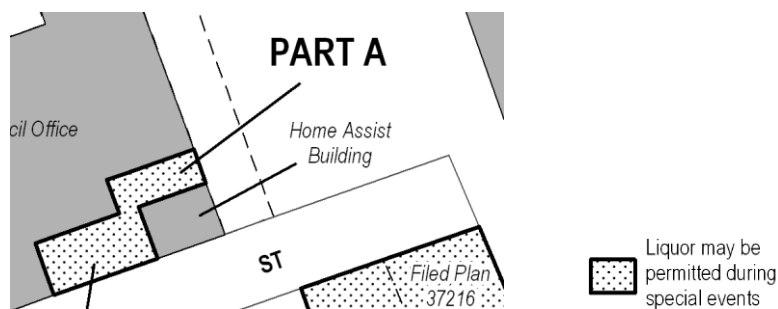 PART A
cil Office
Home Assist
Building
ST
Filed Plan
37216
Liquor may be
permitted during
special events